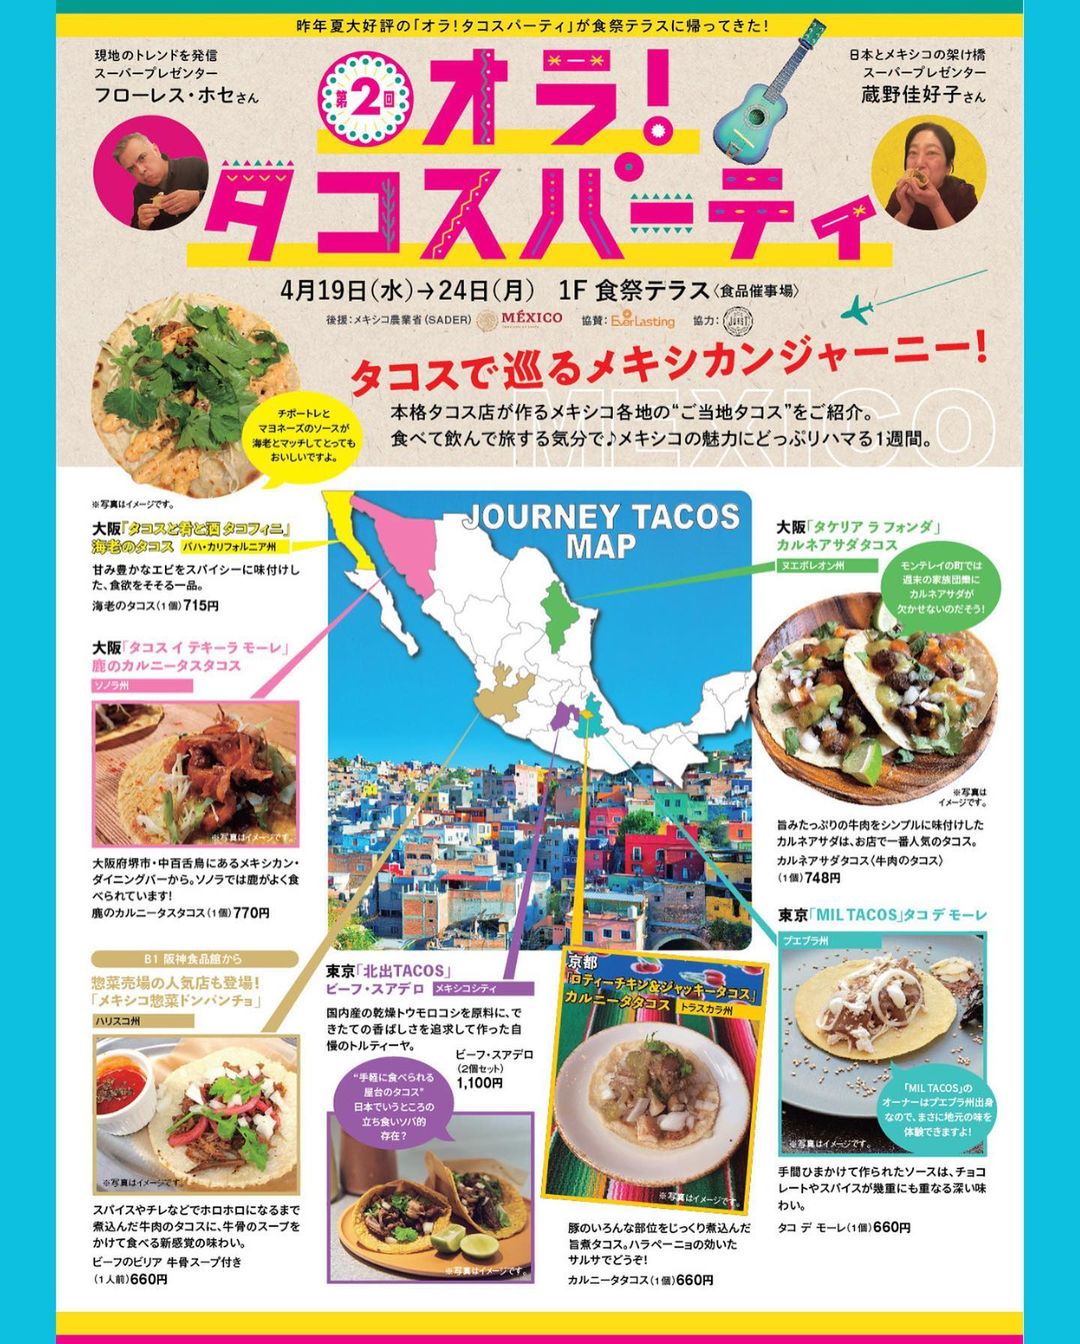 昨年夏大好評の「オラ！タコスパーティ」が食祭テラスに帰ってきた！
現地のトレンドを発信
スーパープレゼンター
フローレス・ホセさん
第2回
オラ！
タコスパーティ
日本とメキシコの架け橋
スーパープレゼンター
蔵野佳好子さん
4月19日（水）→24日（月） 1F 食祭テラス〈食品催事場〉
後援：メキシコ農業省（SADER） MÉXICO 協賛：EverLasting 協力：
タコスで巡るメキシカンジャーニー！
MEXICO
本格タコス店が作るメキシコ各地の“ご当地タコス”をご紹介。
食べて飲んで旅する気分で♪メキシコの魅力にどっぷりハマる1週間。
チポートレと
マヨネーズのソースが
海老とマッチしてとっても
おいしいですよ。
※写真はイメージです。
大阪「タコスと肴と酒 タコフィニ」
海老のタコス バハ・カリフォルニア州
甘み豊かなエビをスパイシーに味付けし
た、食欲をそそる一品。
海老のタコス（1個）715円
大阪「タコス イ テキーラ モーレ」
鹿のカルニータスタコス
ソノラ州
※写真はイメージです。
大阪府堺市・中百舌鳥にあるメキシカン・
ダイニングバーから。ソノラでは鹿がよく食
べられています！
鹿のカルニータスタコス（1個）770円
B1 阪神食品館から
惣菜売場の人気店も登場！
「メキシコ惣菜ドンパンチョ」
ハリスコ州
※写真はイメージです。
スパイスやチレなどでホロホロになるまで
煮込んだ牛肉のタコスに、牛骨のスープを
かけて食べる新感覚の味わい。
ビーフのビリア 牛骨スープ付き
（1人前）660円
JOURNEY TACOS
MAP
東京「北出TACOS」
ビーフ・スアデロ メキシコシティ
国内産の乾燥トウモロコシを原料に、で
きたての香ばしさを追求して作った自
慢のトルティーヤ。
ビーフ・スアデロ
（2個セット）
1,100円
“手軽に食べられる
屋台のタコス”
日本でいうところの
立ち食いソバ的
存在？
※写真はイメージです。
京都
「ロティーチキン&ジャッキータコス」
カルニータタコス トラスカラ州
※写真はイメージです。
豚のいろんな部位をじっくり煮込んだ
旨煮タコス。ハラペーニョの効いた
サルサでどうぞ！
カルニータタコス（1個）660円
大阪「タケリア ラ フォンダ」
カルネアサダタコス
ヌエボレオン州
モンテレイの町では
週末の家族団欒に
カルネアサダが
欠かせないのだそう！
※写真は
イメージです。
旨みたっぷりの牛肉をシンプルに味付けした
カルネアサダは、お店で一番人気のタコス。
カルネアサダタコス〈牛肉のタコス〉
（1個）748円
東京「MIL TACOS」タコ デ モーレ
プエブラ州
「MIL TACOS」の
オーナーはプエブラ州出身
なので、まさに地元の味を
体験できますよ！
※写真はイメージです。
手間ひまかけて作られたソースは、チョコ
レートやスパイスが幾重にも重なる深い味
わい。
タコ デ モーレ（1個）660円